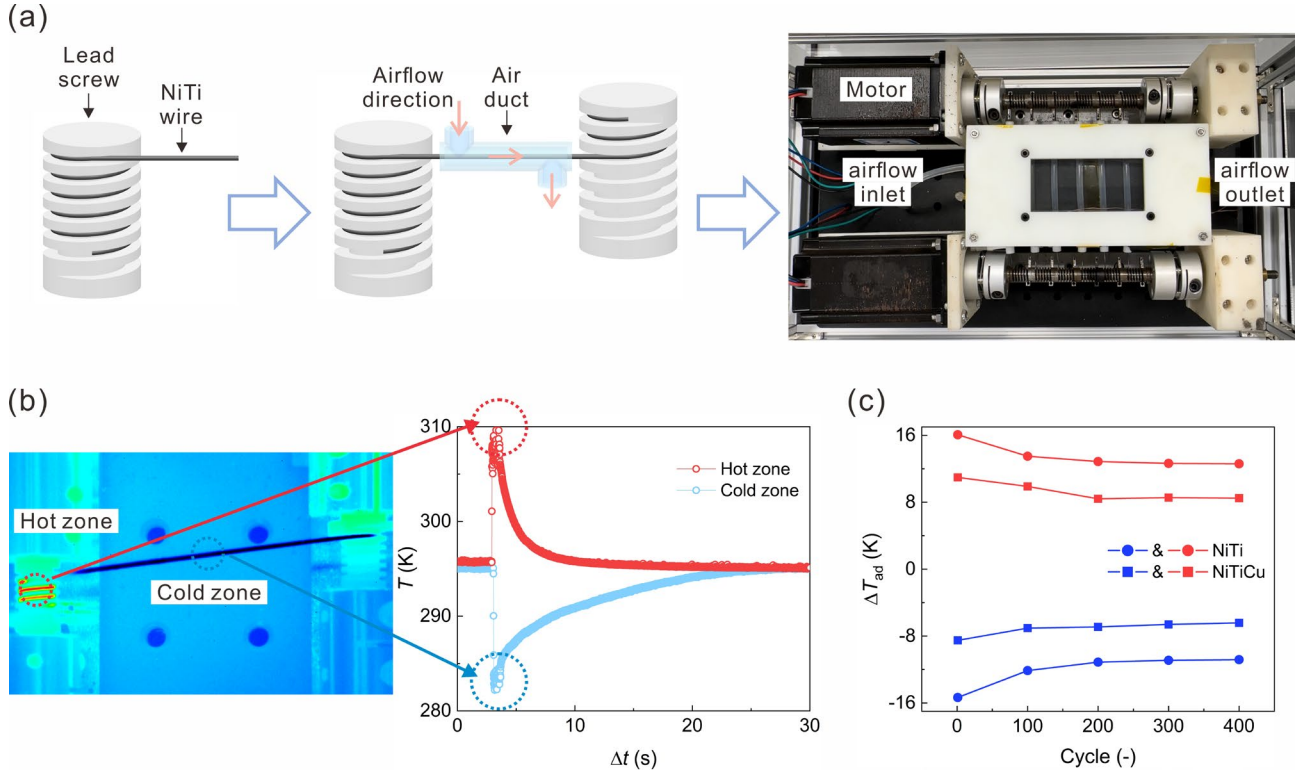 (a)
Lead
screw
NiTi
wire
Airflow
direction
Air
duct
Motor
airflow
inlet
airflow
outlet
(b)
Hot zone
Cold zone
310
300
290
280
T (K)
0
10
20
30
Δt (s)
Hot zone
Cold zone
(c)
16
8
0
-8
-16
ΔTad (K)
& NiTi
& NiTiCu
0
100
200
300
400
Cycle (-)